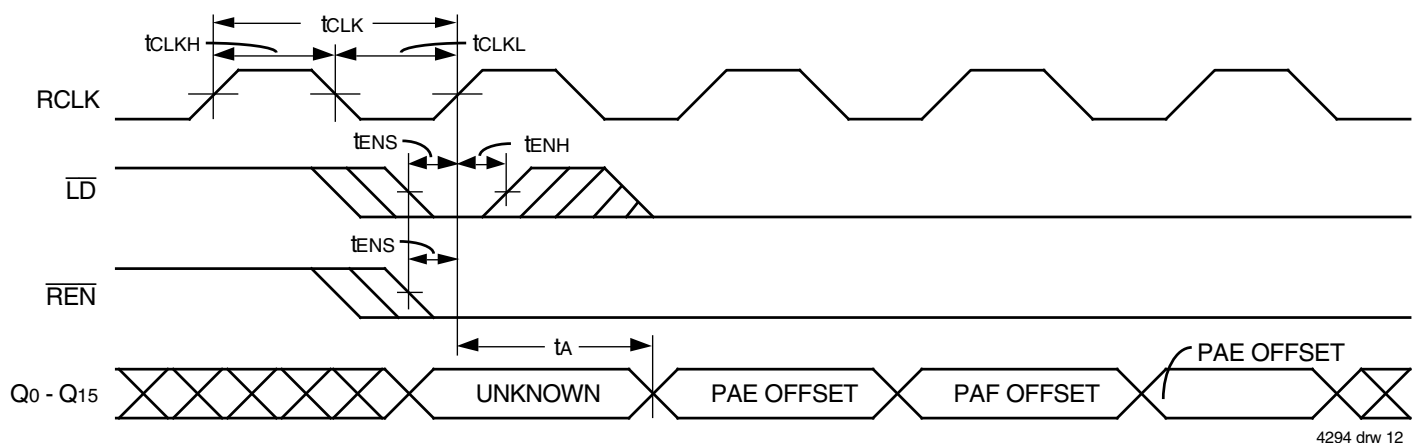 tCLK
tCLKH
tCLKL
RCLK
tENS
tENH
LD
tENS
REN
tA
PAE OFFSET
Q0 - Q15
UNKNOWN
PAE OFFSET
PAF OFFSET
4294 drw 12